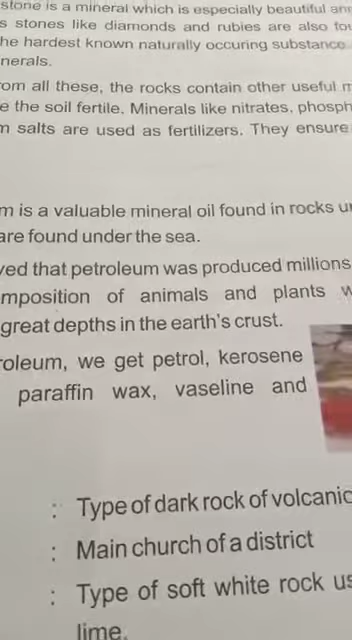 stone is a mineral which is especially beautiful and
s stones like diamonds and rubies are also fou
he hardest known naturally occuring substance.
nerals.
om all these, the rocks contain other useful m
e the soil fertile. Minerals like nitrates, phosph
m salts are used as fertilizers. They ensure
m is a valuable mineral oil found in rocks un
are found under the sea.
ved that petroleum was produced millions
mposition of animals and plants w
great depths in the earth's crust.
roleum, we get petrol, kerosene
paraffin wax, vaseline and
: Type of dark rock of volcanic
: Main church of a district
: Type of soft white rock us
lime.